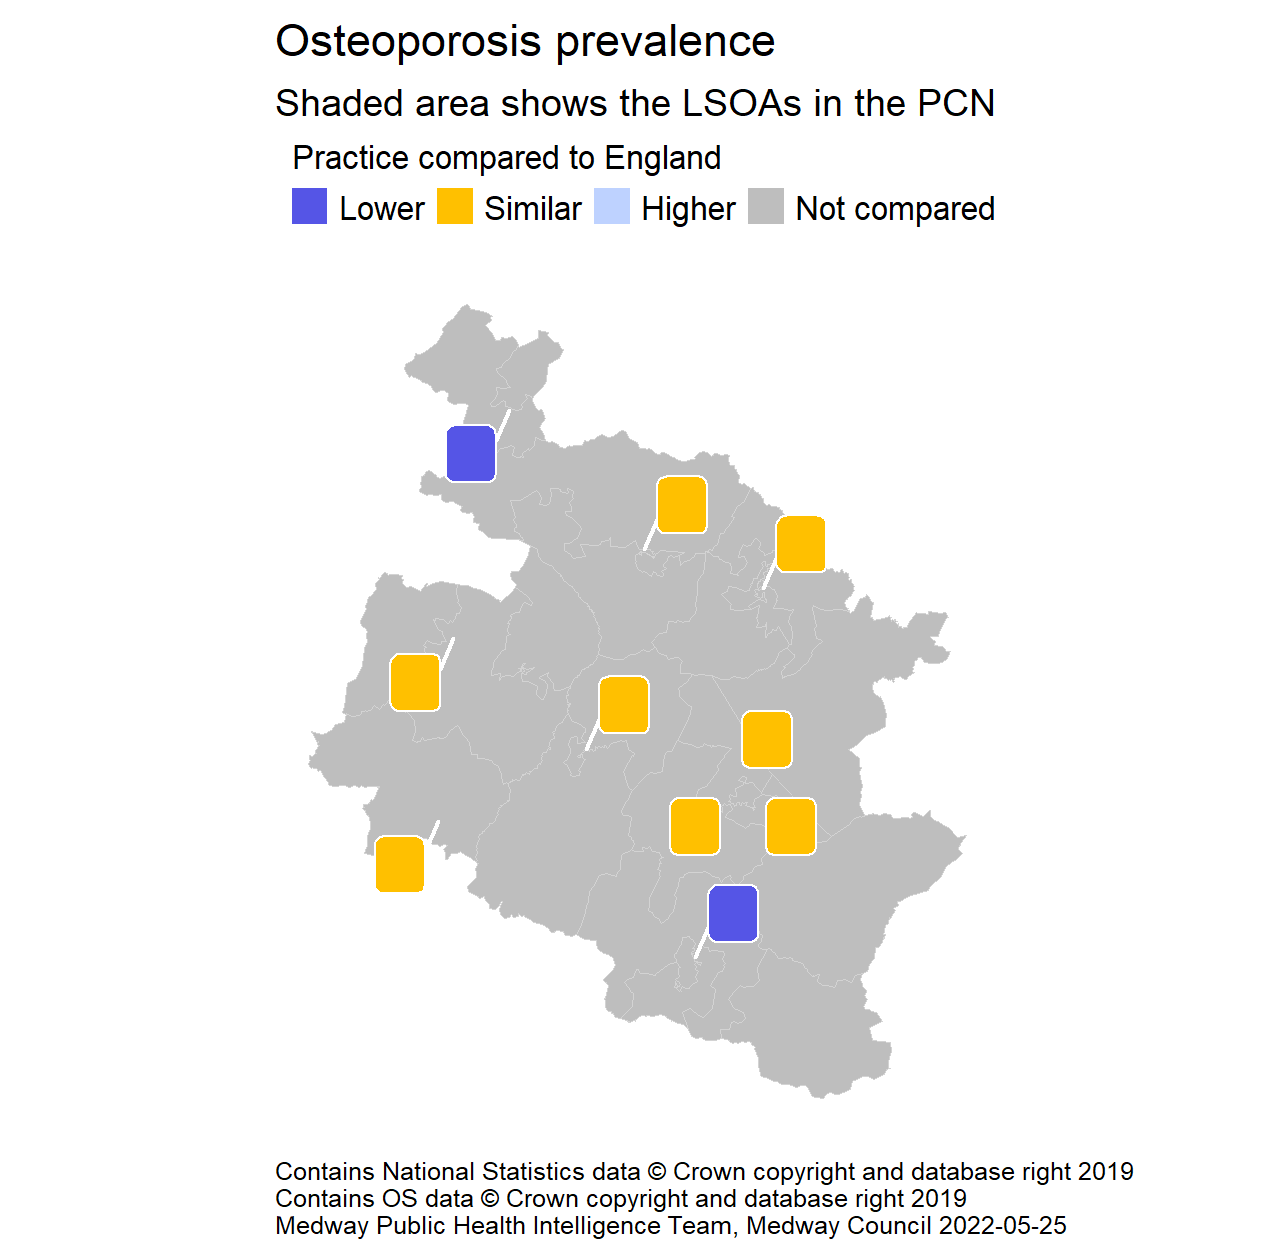 Osteoporosis prevalence
Shaded area shows the LSOAs in the PCN
Practice compared to England
Lower Similar Higher Not compared
Contains National Statistics data © Crown copyright and database right 2019
Contains OS data © Crown copyright and database right 2019
Medway Public Health Intelligence Team, Medway Council 2022-05-25